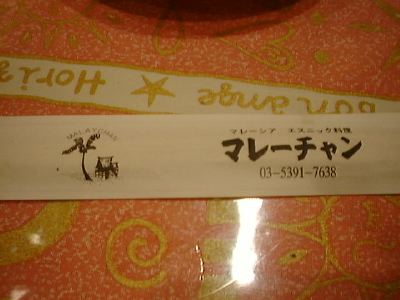 Horiz
bon ange
MALAYCHAN
マレーシア エスニック料理
マレーチャン
03-5391-7638